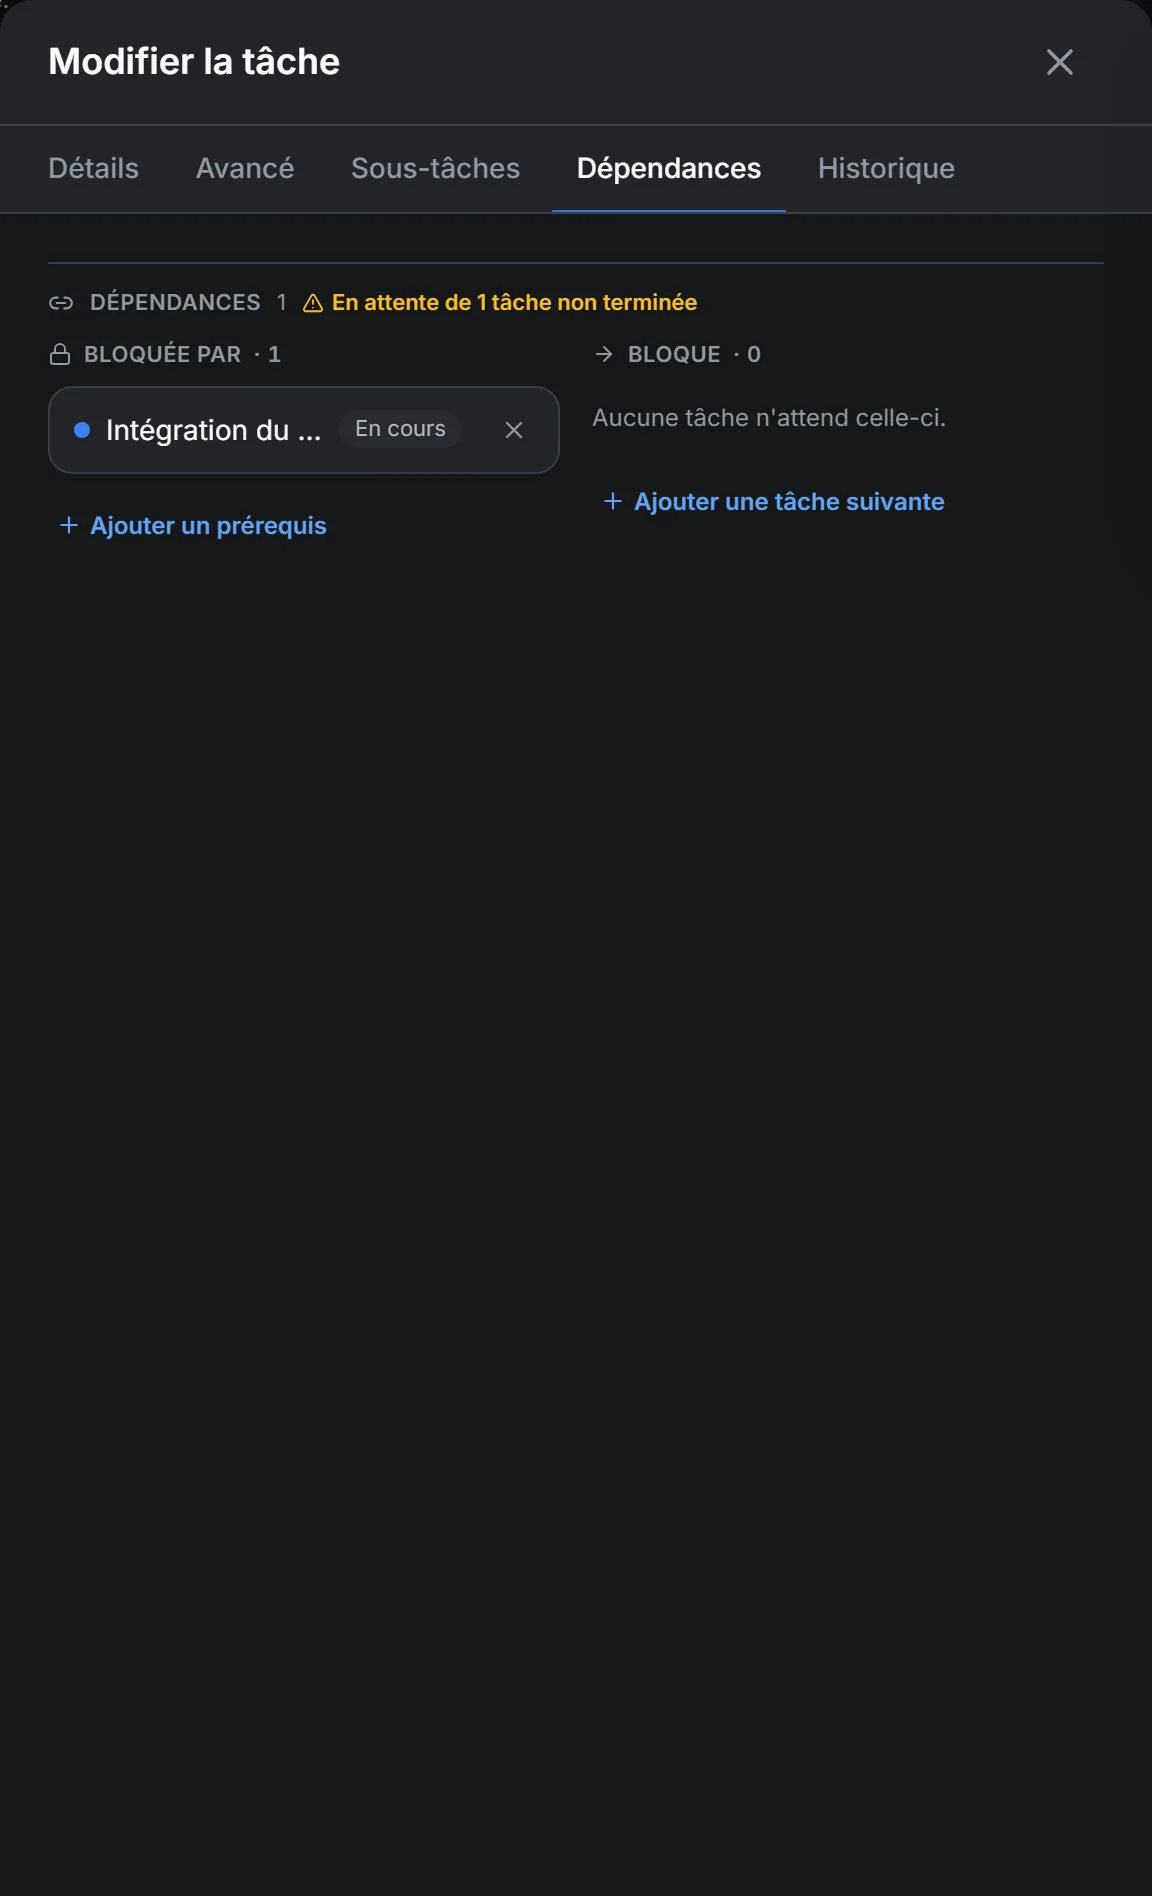 Modifier la tâche
Détails Avancé Sous-tâches Dépendances Historique
DÉPENDANCES 1 En attente de 1 tâche non terminée
BLOQUÉE PAR · 1
Intégration du ... En cours
+ Ajouter un prérequis
BLOQUE · 0
Aucune tâche n'attend celle-ci.
+ Ajouter une tâche suivante